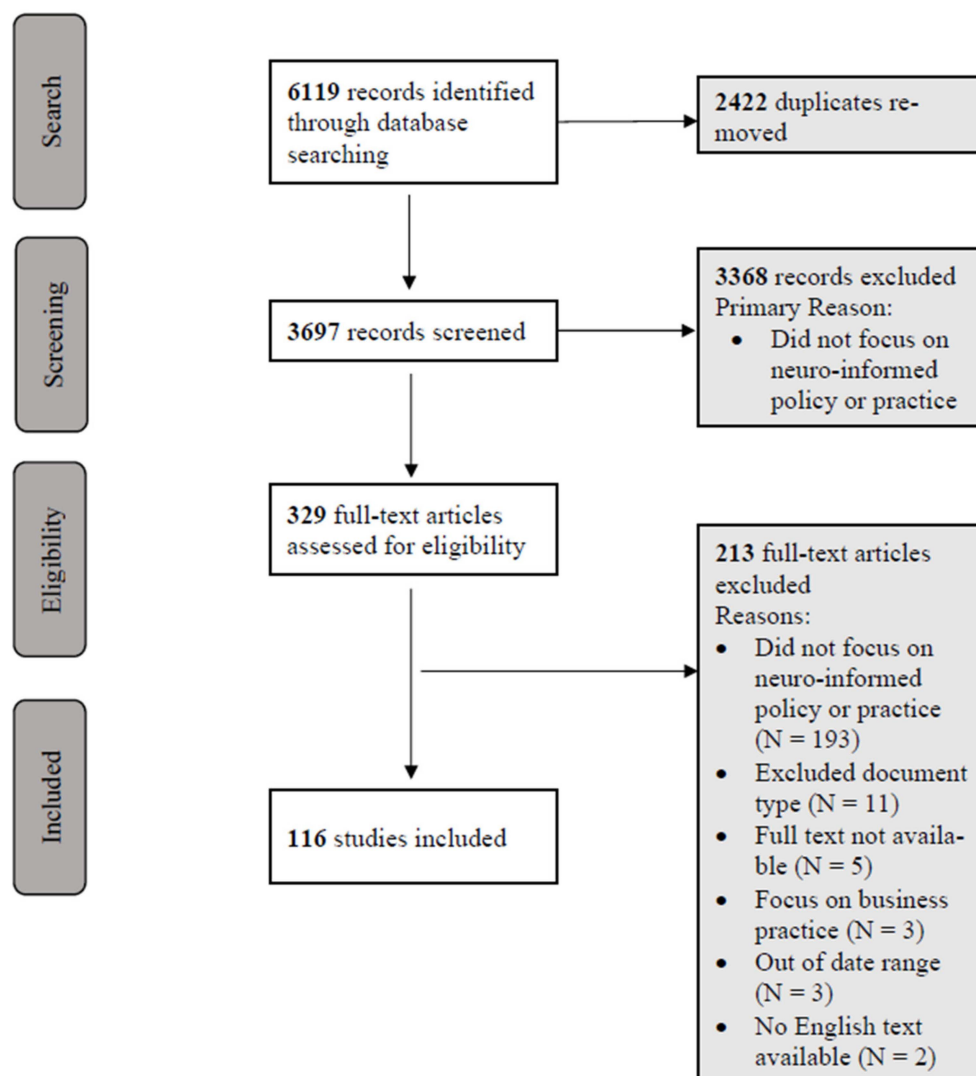 Search
6119 records identified
through database
searching
2422 duplicates re-
moved
Screening
3697 records screened
3368 records excluded
Primary Reason:
• Did not focus on
neuro-informed
policy or practice
Eligibility
329 full-text articles
assessed for eligibility
213 full-text articles
excluded
Reasons:
• Did not focus on
neuro-informed
policy or practice
(N = 193)
• Excluded document
type (N = 11)
• Full text not availa-
ble (N = 5)
• Focus on business
practice (N = 3)
• Out of date range
(N = 3)
• No English text
available (N = 2)
Included
116 studies included